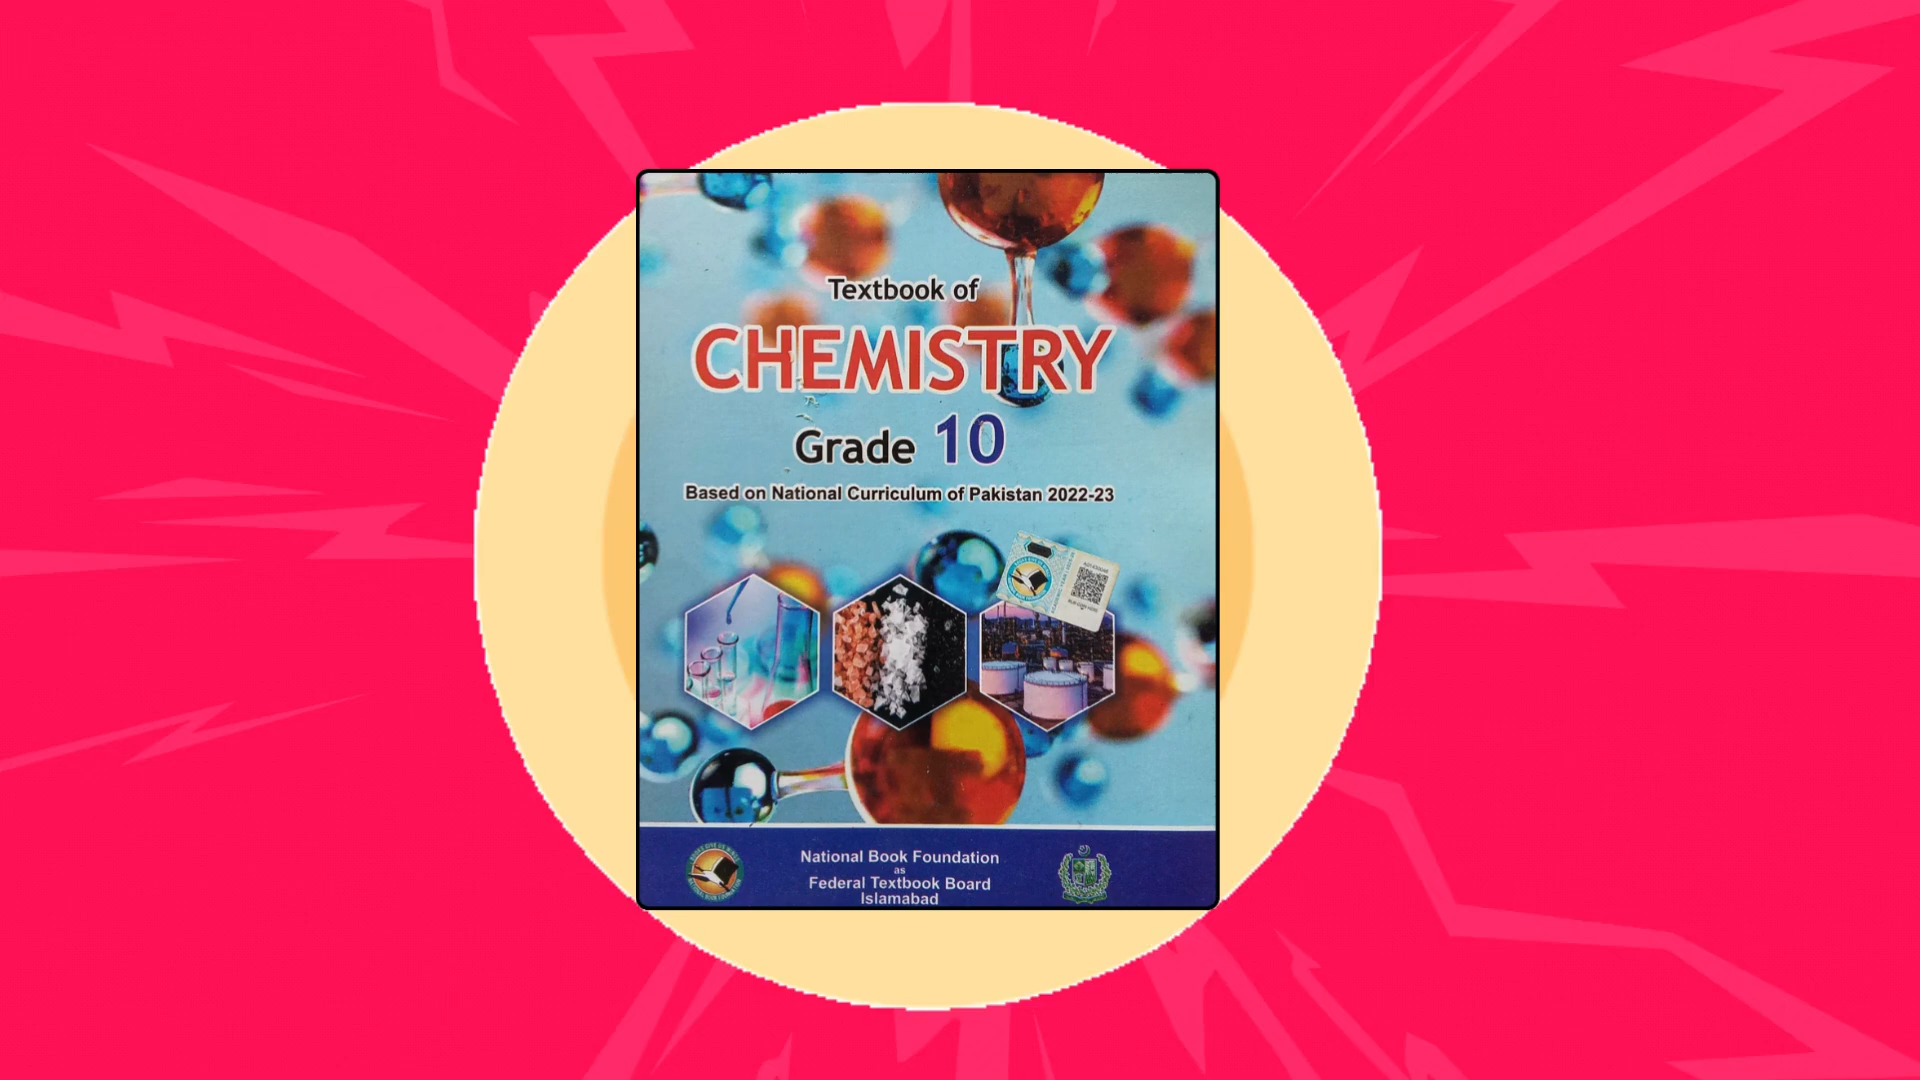 Textbook of
CHEMISTRY
Grade 10
Based on National Curriculum of Pakistan 2022-23
National Book Foundation
as
Federal Textbook Board
Islamabad